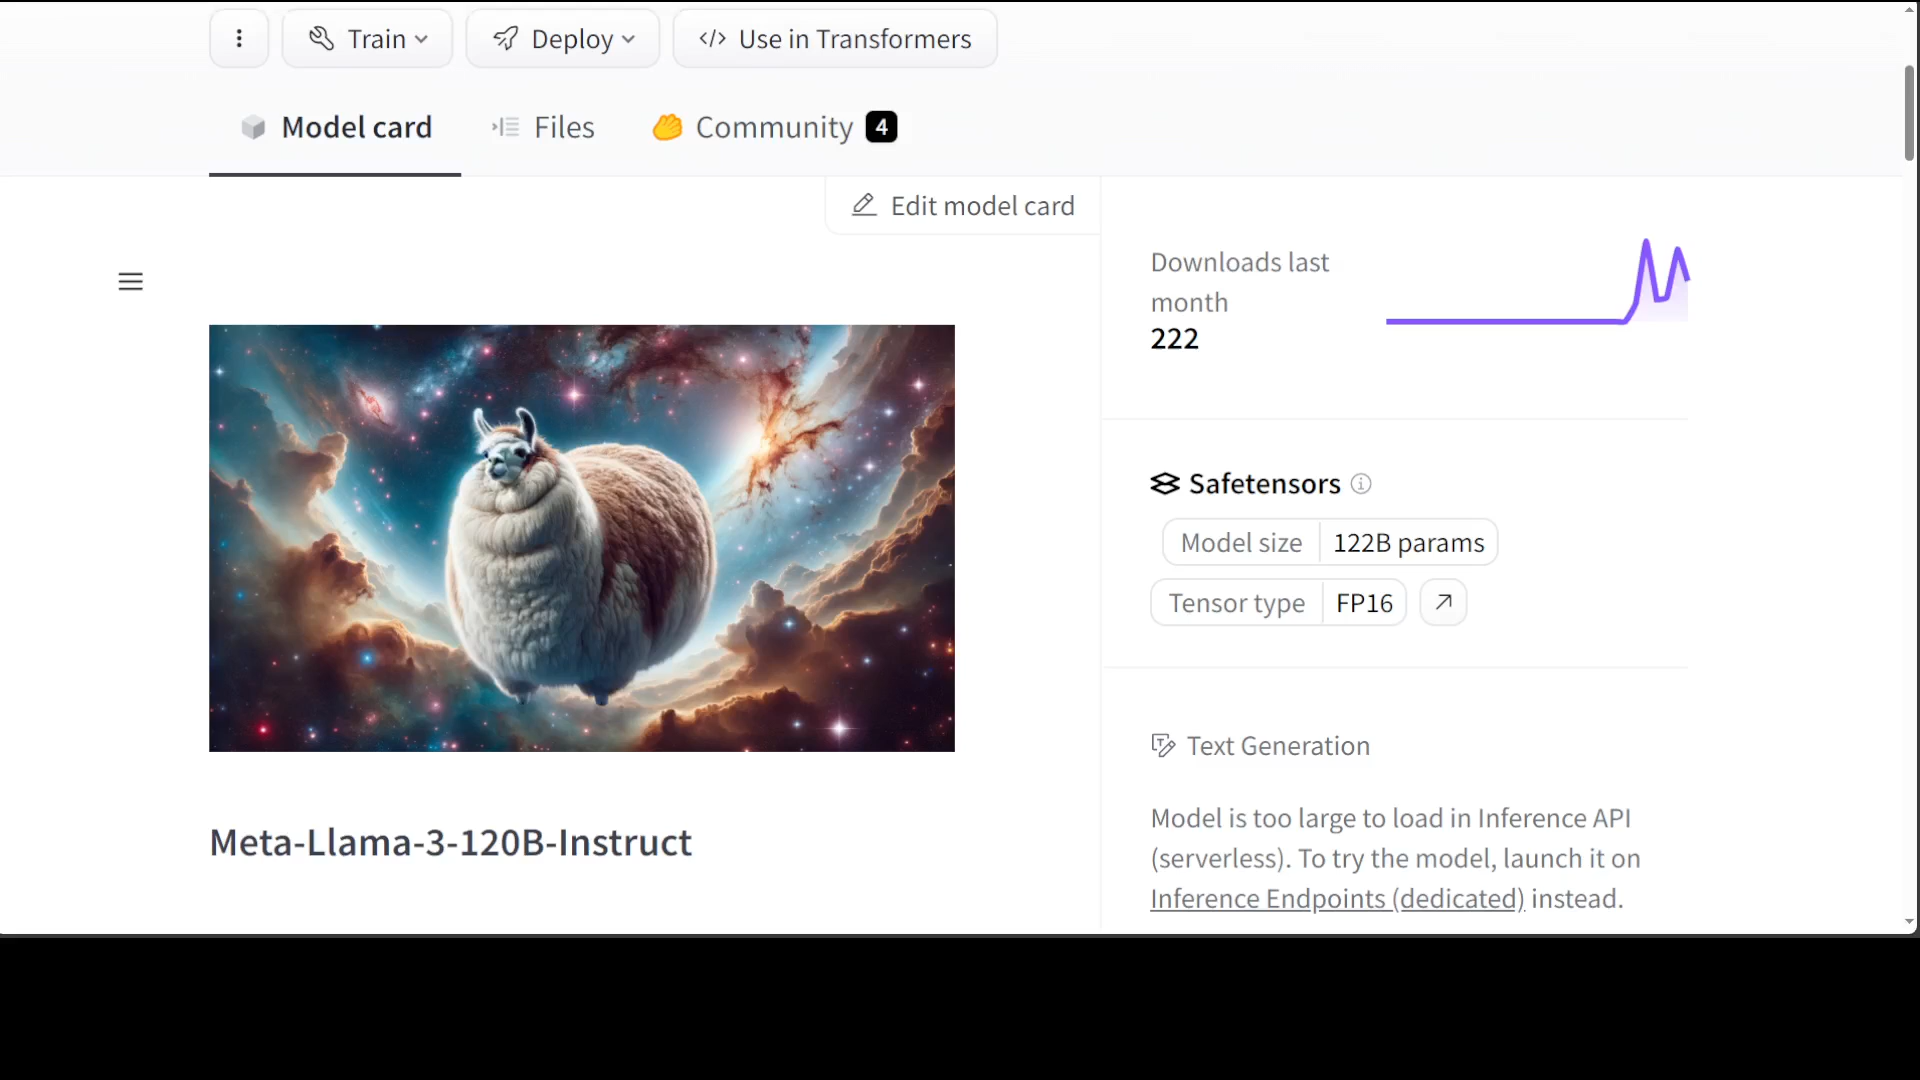 Train
Deploy
</> Use in Transformers
Model card
Files
Community 4
Edit model card
Downloads last
month
222
Safetensors
Model size 122B params
Tensor type FP16
Text Generation
Model is too large to load in Inference API
(serverless). To try the model, launch it on
Inference Endpoints (dedicated) instead.
Meta-Llama-3-120B-Instruct